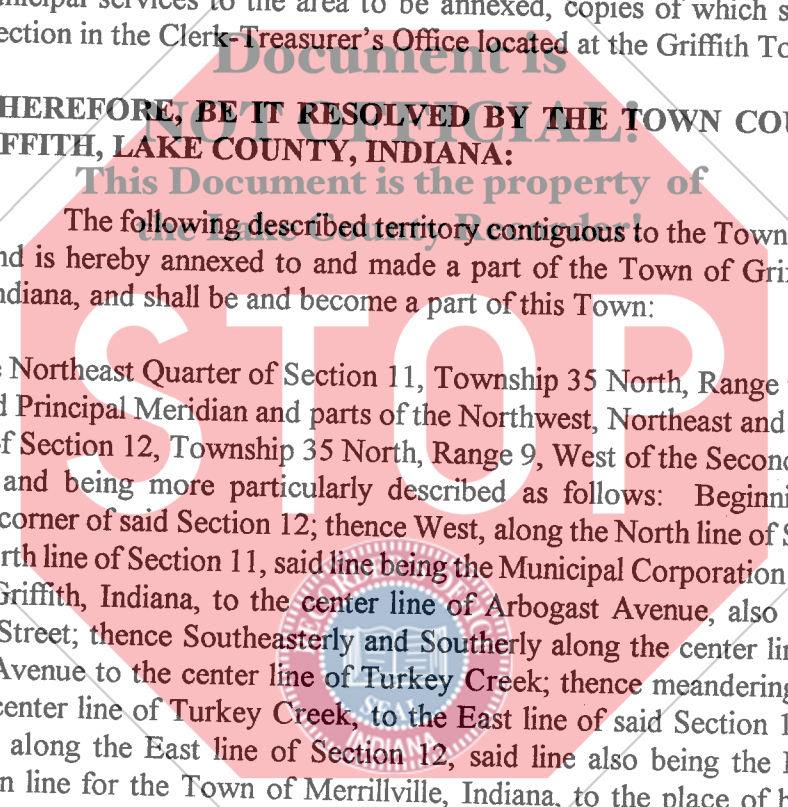 municipal services to the area to be annexed, copies of which s
ection in the Clerk-Treasurer's Office located at the Griffith To
Document is
HEREFORE, BE IT RESOLVED BY THE TOWN COU
NOT OFFICIAL!
FFITH, LAKE COUNTY, INDIANA:
This Document is the property of
The following described territory contiguous to the Town
the Lake County Recorder!
nd is hereby annexed to and made a part of the Town of Grif
ndiana, and shall be and become a part of this Town:
STOP
e Northeast Quarter of Section 11, Township 35 North, Range
d Principal Meridian and parts of the Northwest, Northeast and
of Section 12, Township 35 North, Range 9, West of the Second
and being more particularly described as follows: Beginni
corner of said Section 12; thence West, along the North line of S
rth line of Section 11, said line being the Municipal Corporation
Griffith, Indiana, to the center line of Arbogast Avenue, also
Street; thence Southeasterly and Southerly along the center lin
Avenue to the center line of Turkey Creek; thence meandering
center line of Turkey Creek, to the East line of said Section 1
SEAL
along the East line of Section 12, said line also being the
INDIANA
n line for the Town of Merrillville, Indiana, to the place of b